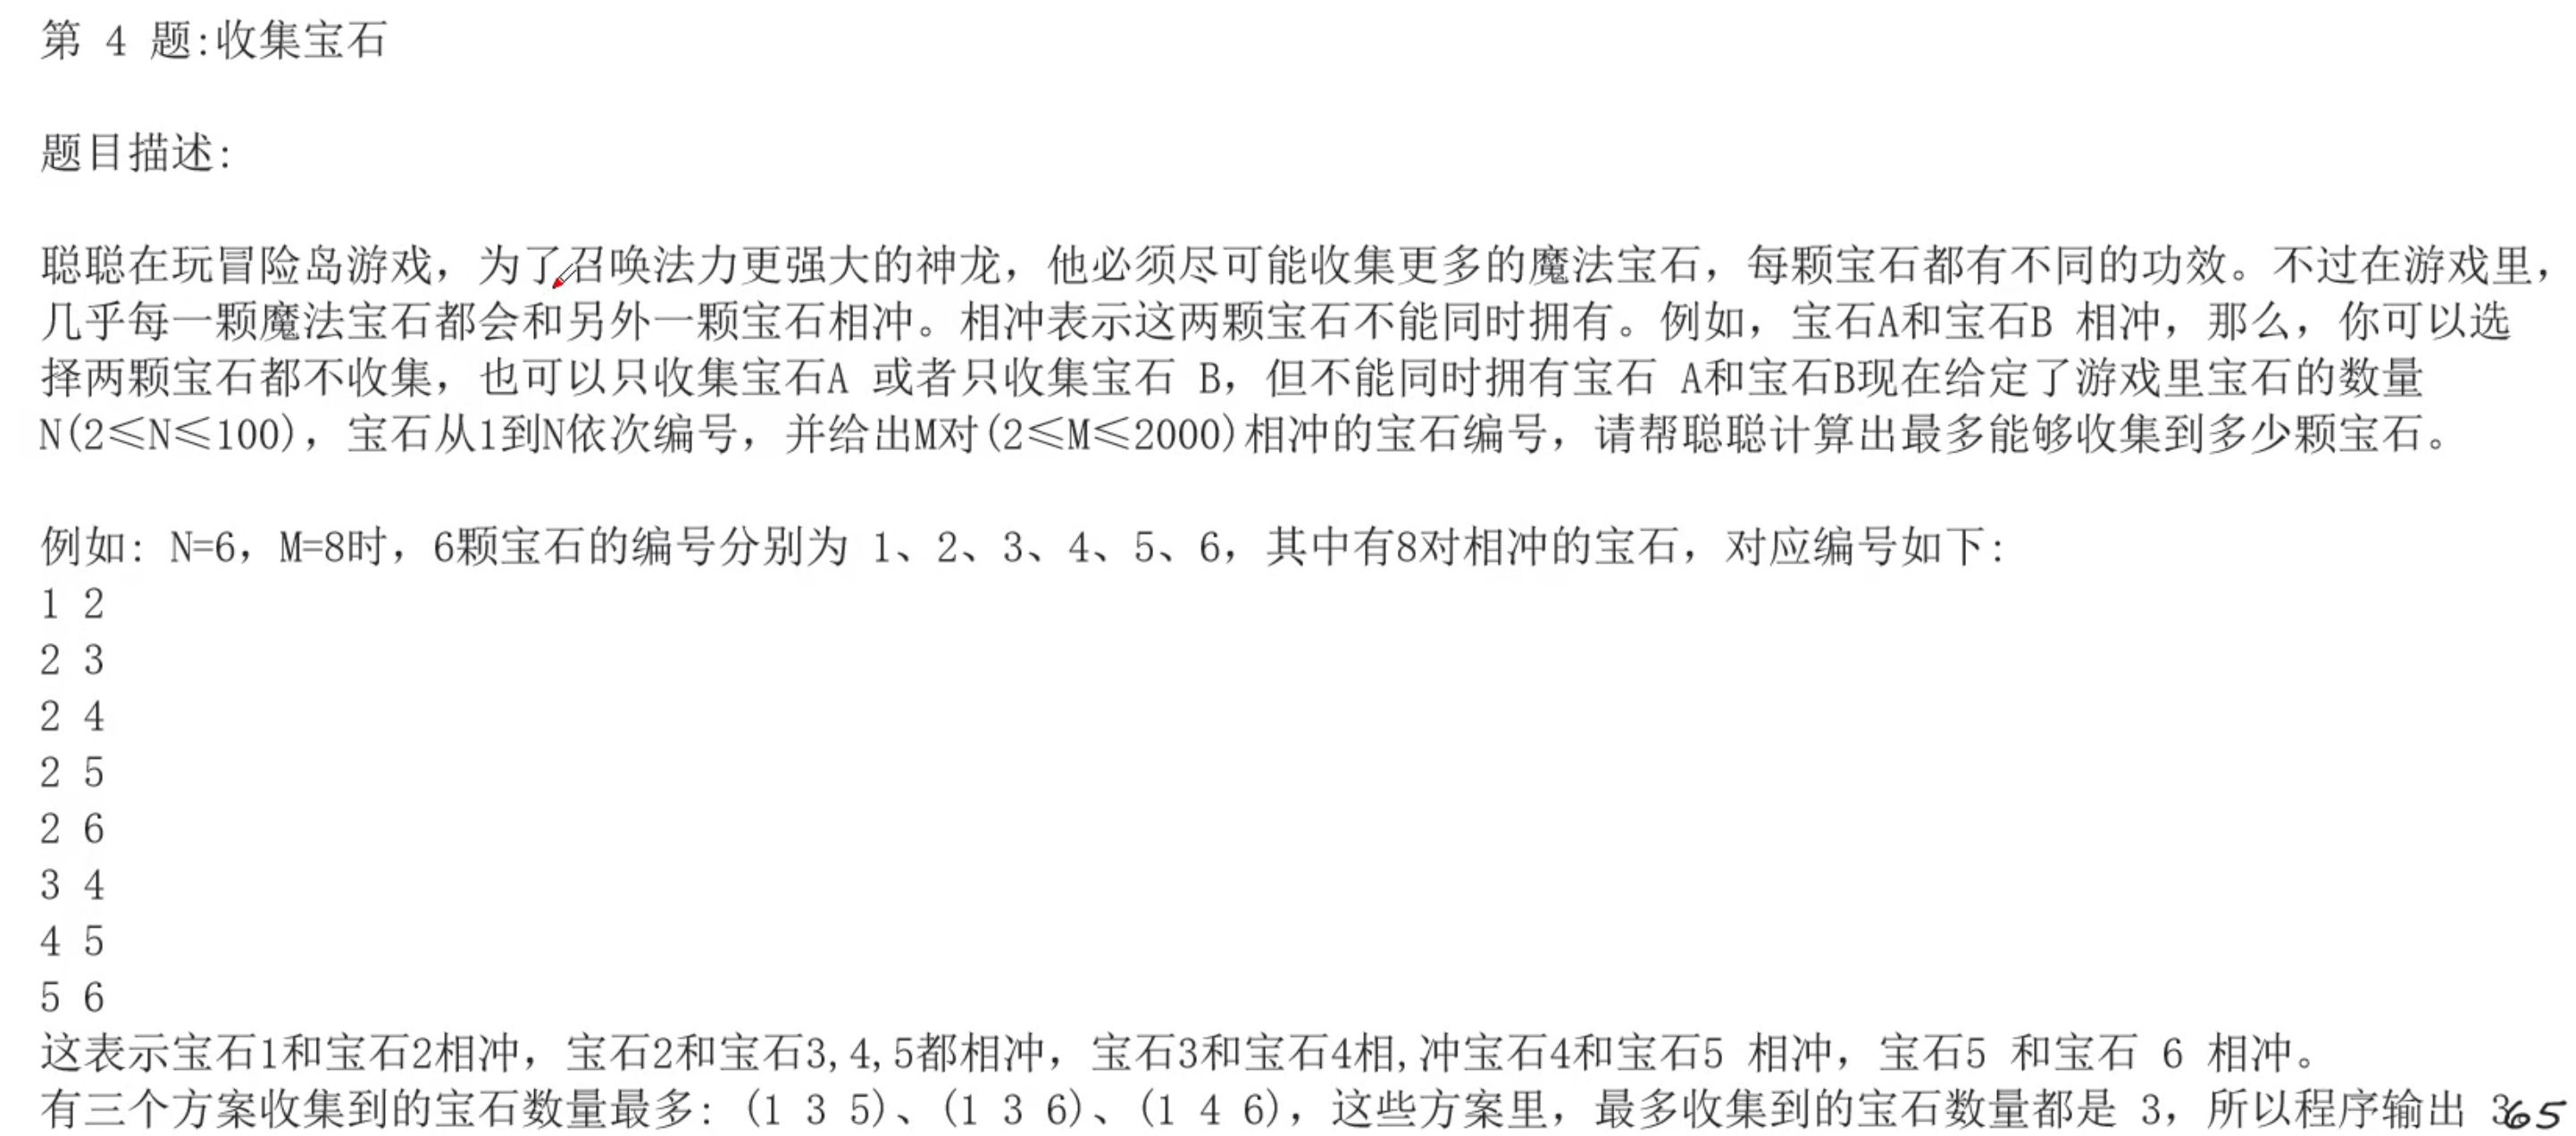 第 4 题:收集宝石
题目描述:
聪聪在玩冒险岛游戏，为了召唤法力更强大的神龙，他必须尽可能收集更多的魔法宝石，每颗宝石都有不同的功效。不过在游戏里，
几乎每一颗魔法宝石都会和另外一颗宝石相冲。相冲表示这两颗宝石不能同时拥有。例如，宝石A和宝石B 相冲，那么，你可以选
择两颗宝石都不收集，也可以只收集宝石A 或者只收集宝石 B，但不能同时拥有宝石 A和宝石B现在给定了游戏里宝石的数量
N(2≤N≤100)，宝石从1到N依次编号，并给出M对(2≤M≤2000)相冲的宝石编号，请帮聪聪计算出最多能够收集到多少颗宝石。
例如: N=6，M=8时，6颗宝石的编号分别为 1、2、3、4、5、6，其中有8对相冲的宝石，对应编号如下:
1 2
2 3
2 4
2 5
2 6
3 4
4 5
5 6
这表示宝石1和宝石2相冲，宝石2和宝石3,4,5都相冲，宝石3和宝石4相,冲宝石4和宝石5 相冲，宝石5 和宝石 6 相冲。
有三个方案收集到的宝石数量最多: (1 3 5)、(1 3 6)、(1 4 6)，这些方案里，最多收集到的宝石数量都是 3，所以程序输出 3
65